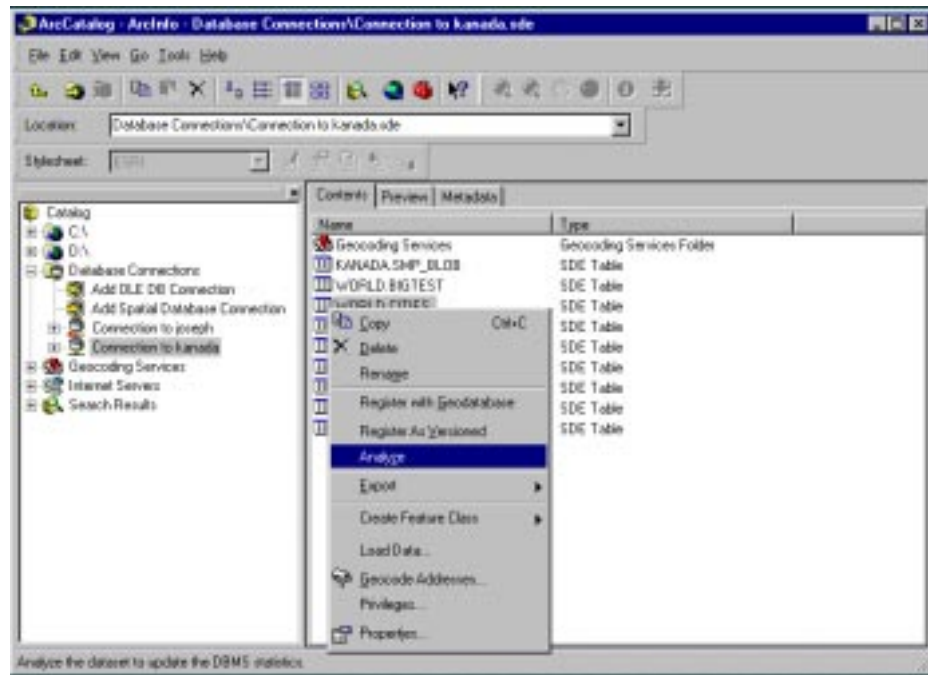 ArcCatalog - ArcInfo - Database Connections\Connection to kanada.sde
File Edit View Go Tools Help
Location: Database Connections\Connection to kanada.sde
Stylesheet: ESRI
Contents Preview Metadata
Catalog
C:\
D:\
Database Connections
Add OLE DB Connection
Add Spatial Database Connection
Connection to joseph
Connection to kanada
Geocoding Services
Internet Servers
Search Results
Name Type
Geocoding Services Geocoding Services Folder
KANADA.SMP_BLOB SDE Table
WORLD.BIGTEST SDE Table
WORLD.CITIES SDE Table
SDE Table
SDE Table
SDE Table
SDE Table
SDE Table
SDE Table
Copy Ctrl+C
Delete
Rename
Register with Geodatabase
Register As Versioned
Analyze
Export
Create Feature Class
Load Data...
Geocode Addresses...
Privileges...
Properties...
Analyze the dataset to update the DBMS statistics.